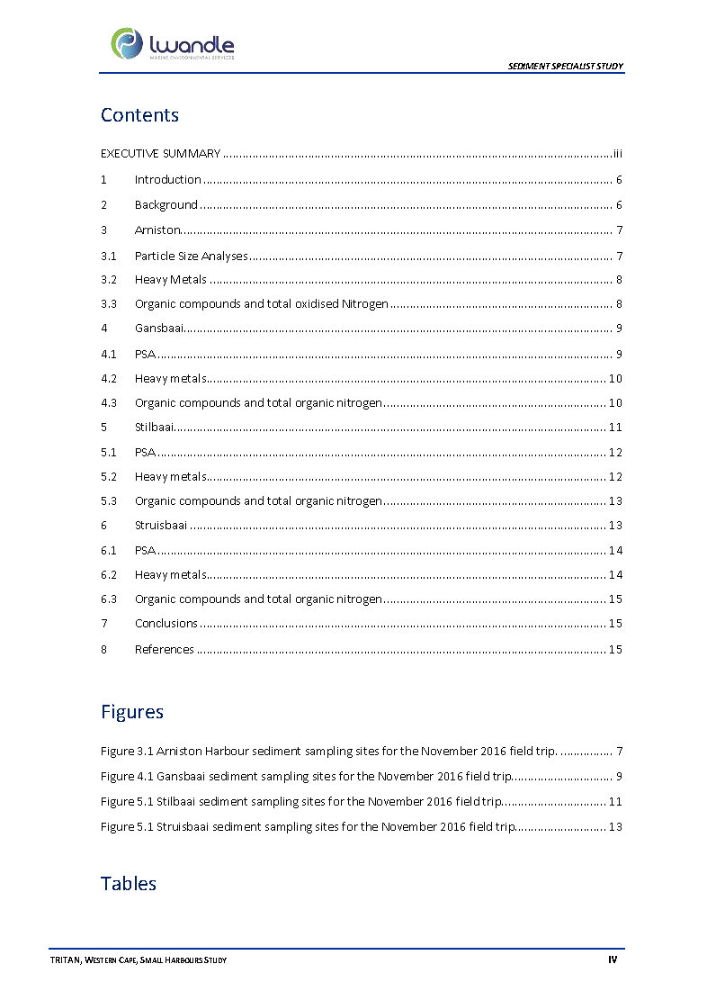 lwandle
MARINE ENVIRONMENTAL SERVICES
SEDIMENT SPECIALIST STUDY
Contents
EXECUTIVE SUMMARY ........ iii
1 Introduction ........ 6
2 Background ........ 6
3 Arniston ........ 7
3.1 Particle Size Analyses ........ 7
3.2 Heavy Metals ........ 8
3.3 Organic compounds and total oxidised Nitrogen ........ 8
4 Gansbaai ........ 9
4.1 PSA ........ 9
4.2 Heavy metals ........ 10
4.3 Organic compounds and total organic nitrogen ........ 10
5 Stilbaai ........ 11
5.1 PSA ........ 12
5.2 Heavy metals ........ 12
5.3 Organic compounds and total organic nitrogen ........ 13
6 Struisbaai ........ 13
6.1 PSA ........ 14
6.2 Heavy metals ........ 14
6.3 Organic compounds and total organic nitrogen ........ 15
7 Conclusions ........ 15
8 References ........ 15
Figures
Figure 3.1 Arniston Harbour sediment sampling sites for the November 2016 field trip. ........ 7
Figure 4.1 Gansbaai sediment sampling sites for the November 2016 field trip ........ 9
Figure 5.1 Stilbaai sediment sampling sites for the November 2016 field trip ........ 11
Figure 5.1 Struisbaai sediment sampling sites for the November 2016 field trip ........ 13
Tables
TRITAN, WESTERN CAPE, SMALL HARBOURS STUDY IV